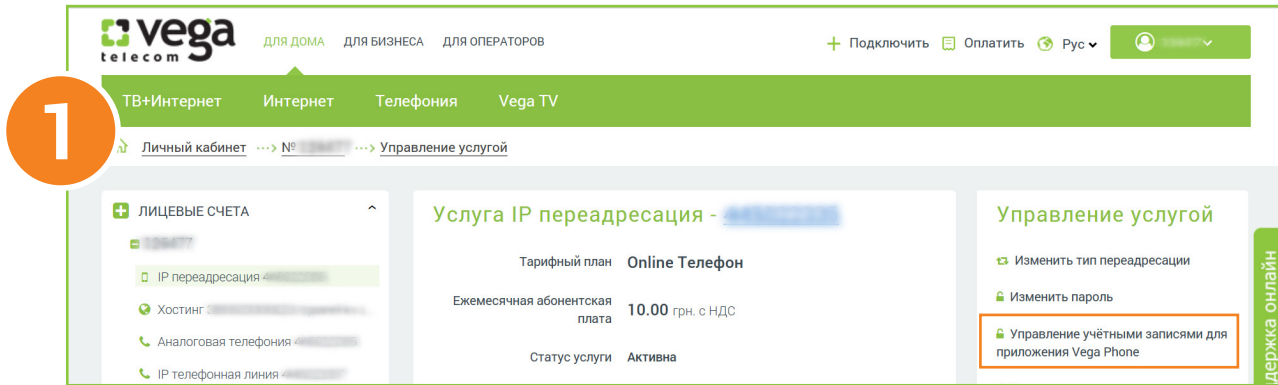 vega
telecom
ДЛЯ ДОМА ДЛЯ БИЗНЕСА ДЛЯ ОПЕРАТОРОВ
Подключить Оплатить Рус
ТВ+Интернет Интернет Телефония Vega TV
1
Личный кабинет ···> № ···> Управление услугой
ЛИЦЕВЫЕ СЧЕТА
IP переадресация
Хостинг
Аналоговая телефония
IP телефонная линия
Услуга IP переадресация -
Тарифный план Online Телефон
Ежемесячная абонентская
плата 10.00 грн. с НДС
Статус услуги Активна
Управление услугой
Изменить тип переадресации
Изменить пароль
Управление учётными записями для
приложения Vega Phone
держка онлайн